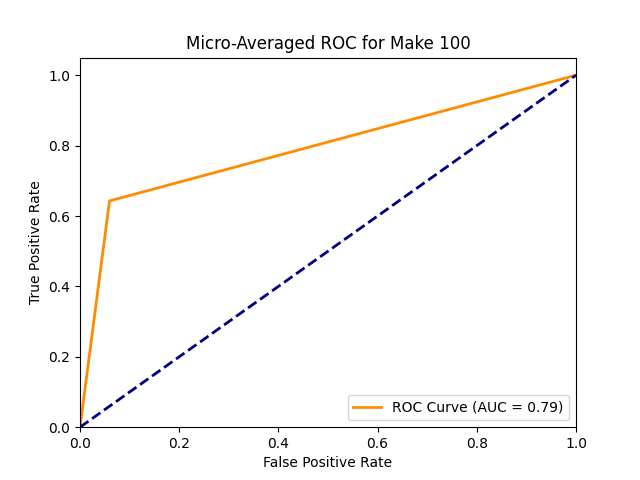 Micro-Averaged ROC for Make 100
1.0
0.8
0.6
0.4
0.2
0.0
True Positive Rate
ROC Curve (AUC = 0.79)
0.0 0.2 0.4 0.6 0.8 1.0
False Positive Rate